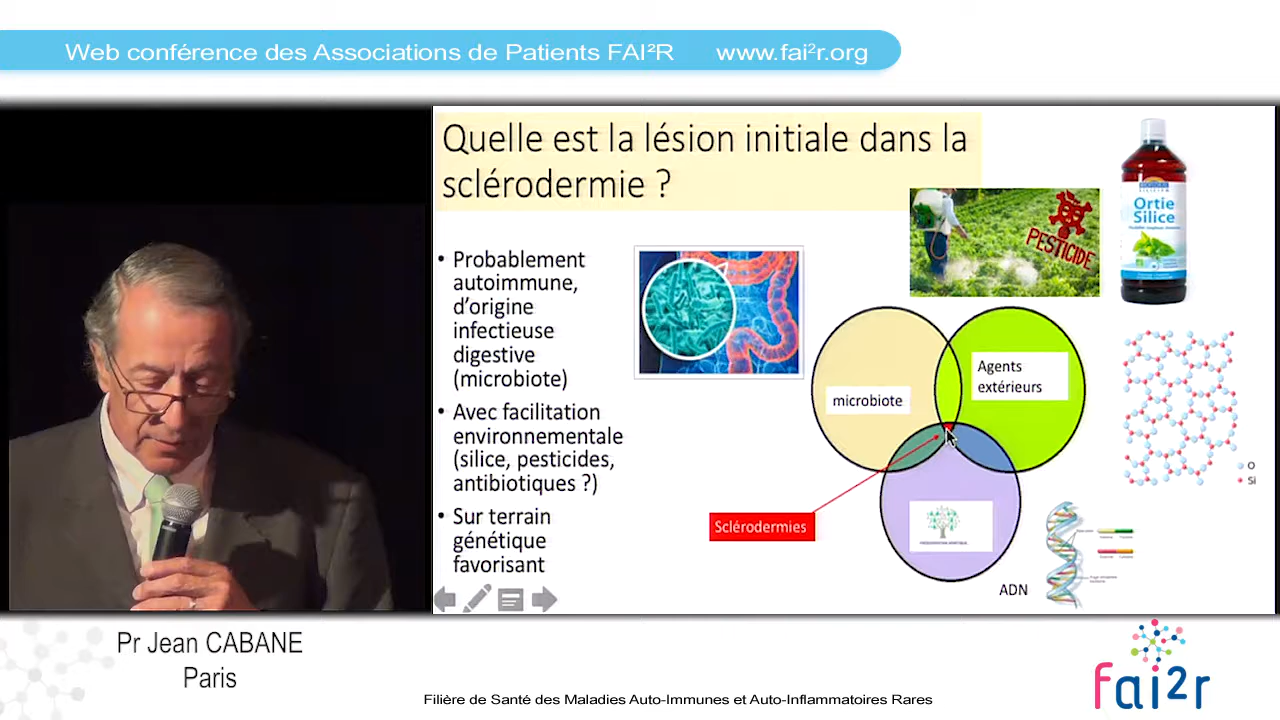 Web conférence des Associations de Patients FAI²R www.fai²r.org
Quelle est la lésion initiale dans la
sclérodermie ?
• Probablement
autoimmune,
d'origine
infectieuse
digestive
(microbiote)
• Avec facilitation
environnementale
(silice, pesticides,
antibiotiques ?)
• Sur terrain
génétique
favorisant
PESTICIDE
Ortie
Silice
microbiote
Agents
extérieurs
Sclérodermies
O
Si
ADN
Pr Jean CABANE
Paris
Filière de Santé des Maladies Auto-Immunes et Auto-Inflammatoires Rares
fai2r